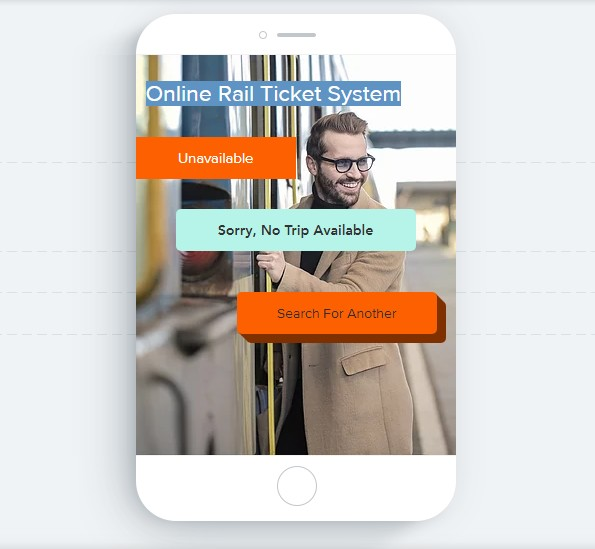 Online Rail Ticket System
Unavailable
Sorry, No Trip Available
Search For Another